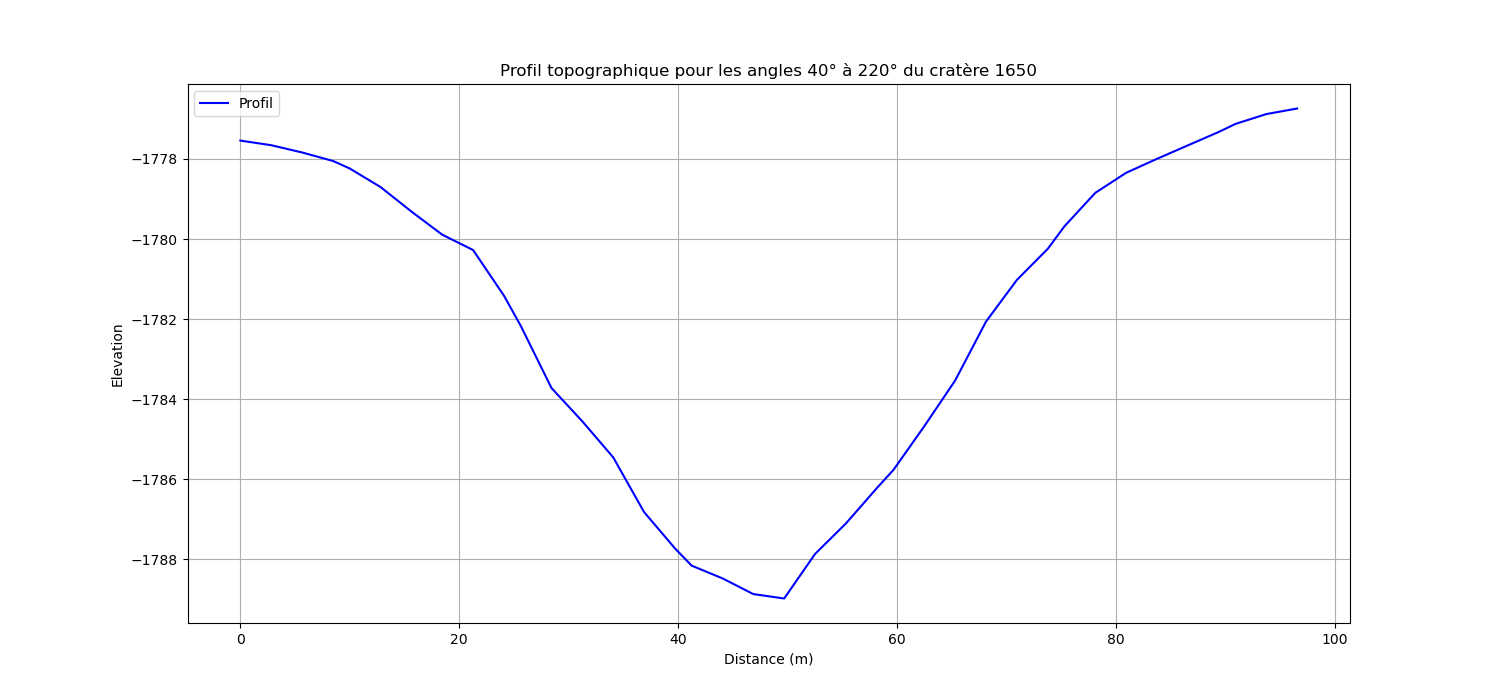 Profil topographique pour les angles 40° à 220° du cratère 1650
Profil
−1778
−1780
−1782
−1784
−1786
−1788
Elevation
0 20 40 60 80 100
Distance (m)